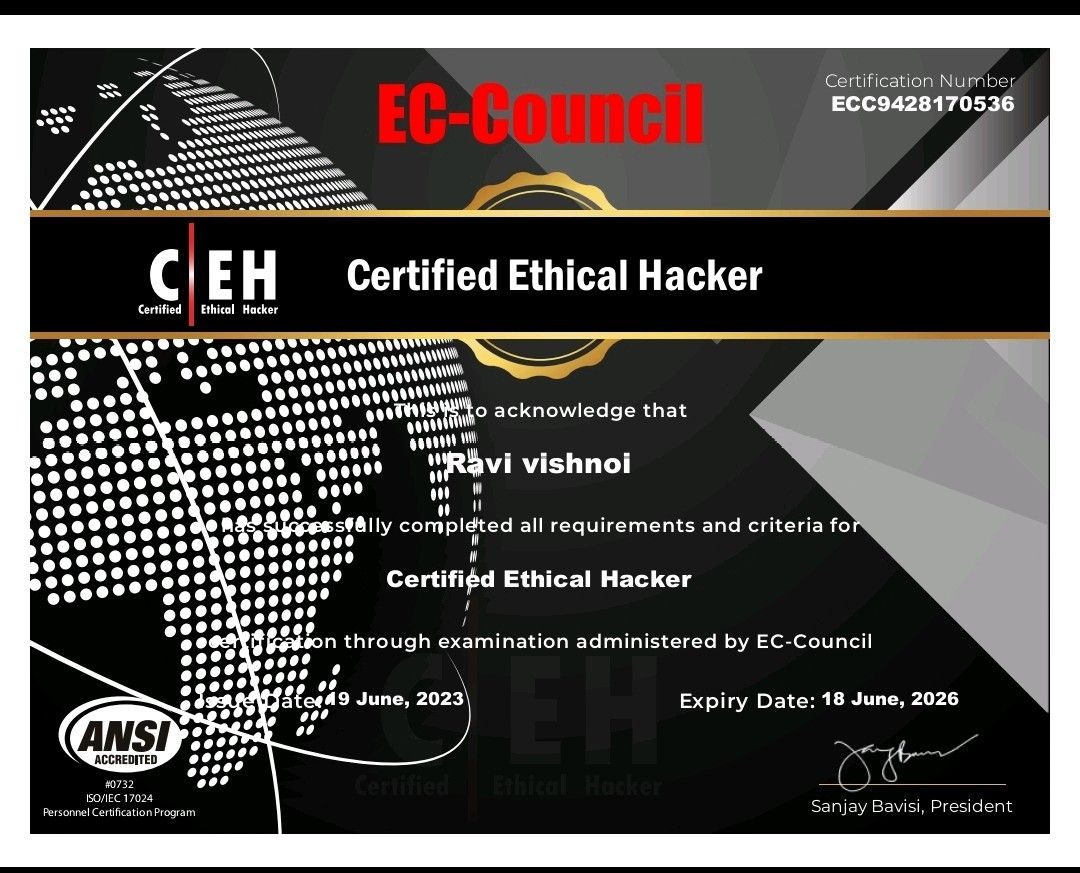 EC-Council
Certification Number
ECC9428170536
C EH
Certified Ethical Hacker
Certified Ethical Hacker
This is to acknowledge that
Ravi vishnoi
has successfully completed all requirements and criteria for
Certified Ethical Hacker
certification through examination administered by EC-Council
Issue Date: 19 June, 2023
Expiry Date: 18 June, 2026
C EH
Certified Ethical Hacker
ANSI
ACCREDITED
#0732
ISO/IEC 17024
Personnel Certification Program
Sanjay Bavisi, President